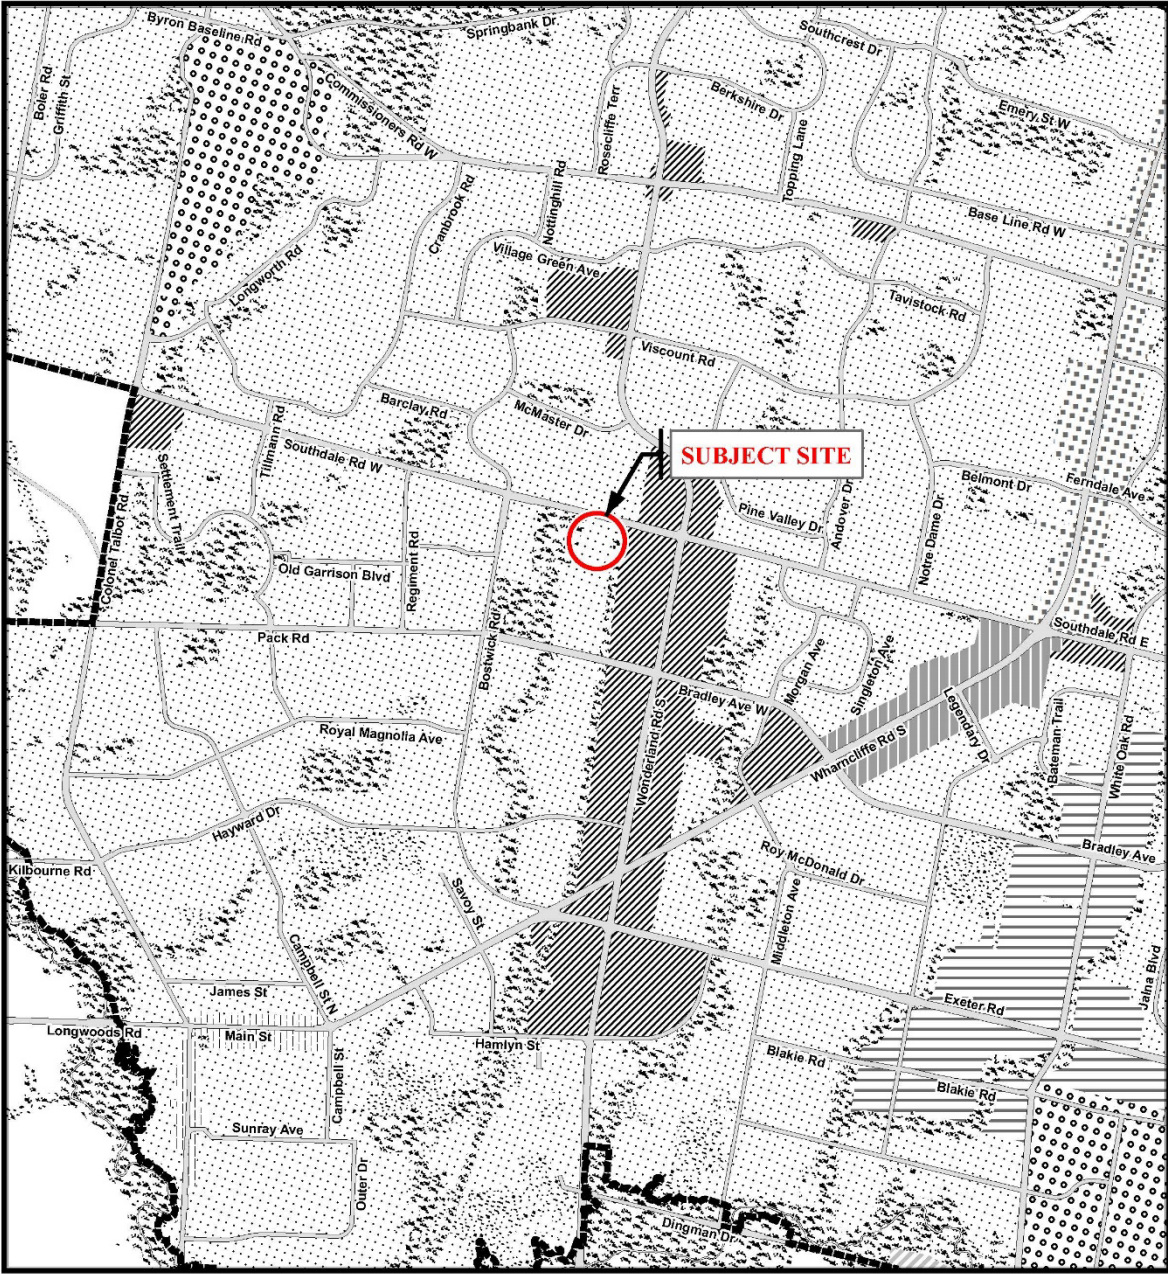 Byron Baseline Rd
Springbank Dr
Southcrest Dr
Boler Rd
Griffith St
Commissioners Rd W
Rosecliffe Terr
Berkshire Dr
Topping Lane
Emery St W
Base Line Rd W
Cranbrook Rd
Nottinghill Rd
Village Green Ave
Longworth Rd
Tavistock Rd
Viscount Rd
Barclay Rd
McMaster Dr
Tillmann Rd
Southdale Rd W
SUBJECT SITE
Settlement Trail
Colonel Talbot Rd
Pine Valley Dr
Andover Dr
Belmont Dr
Ferndale Ave
Notre Dame Dr
Old Garrison Blvd
Regiment Rd
Pack Rd
Bostwick Rd
Southdale Rd E
Morgan Ave
Singleton Ave
Bradley Ave W
Legendary Dr
Royal Magnolia Ave
Wonderland Rd S
Wharncliffe Rd S
Bateman Trail
White Oak Rd
Hayward Dr
Roy McDonald Dr
Bradley Ave
Kilbourne Rd
Savoy St
Middleton Ave
Campbell St N
James St
Jalna Blvd
Exeter Rd
Longwoods Rd
Main St
Hamlyn St
Blakie Rd
Blakie Rd
Campbell St
Sunray Ave
Outer Dr
Dingman Dr